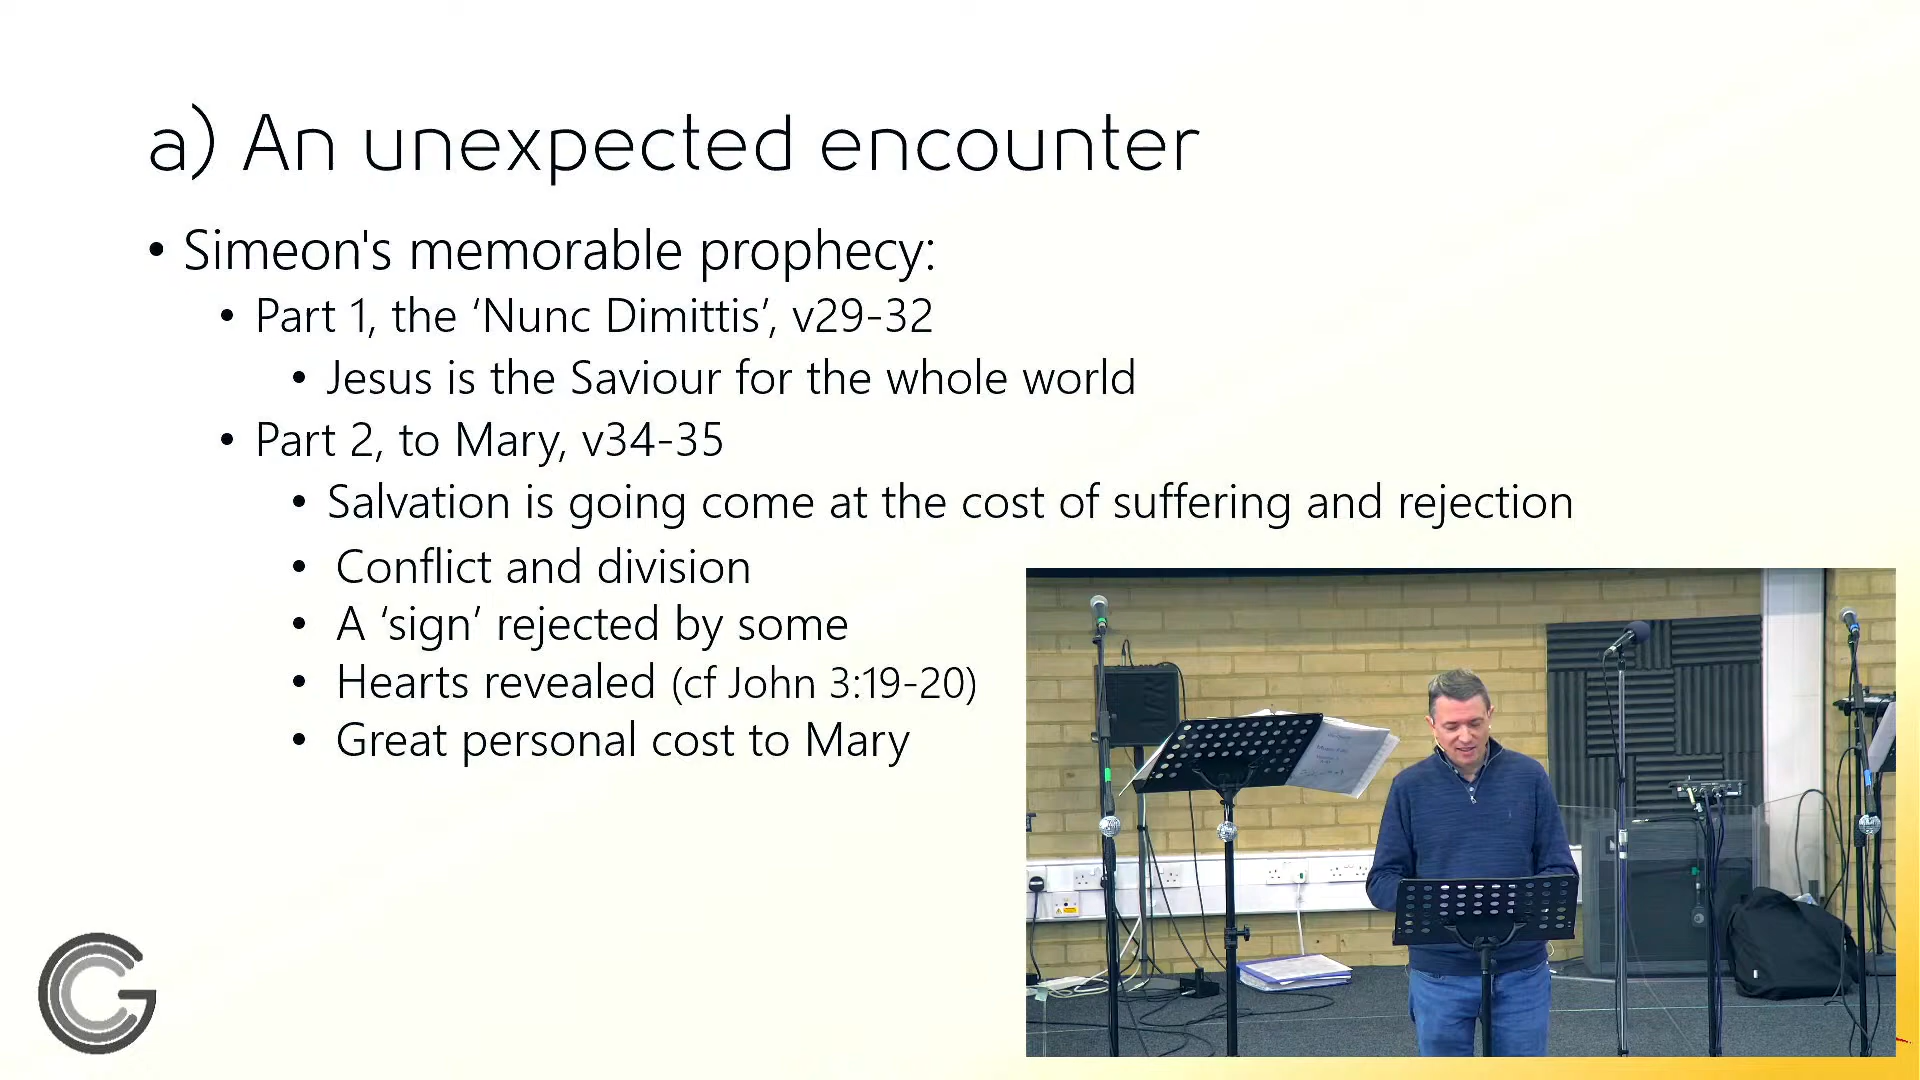 a) An unexpected encounter
• Simeon's memorable prophecy:
• Part 1, the ‘Nunc Dimittis’, v29-32
• Jesus is the Saviour for the whole world
• Part 2, to Mary, v34-35
• Salvation is going come at the cost of suffering and rejection
• Conflict and division
• A ‘sign’ rejected by some
• Hearts revealed (cf John 3:19-20)
• Great personal cost to Mary